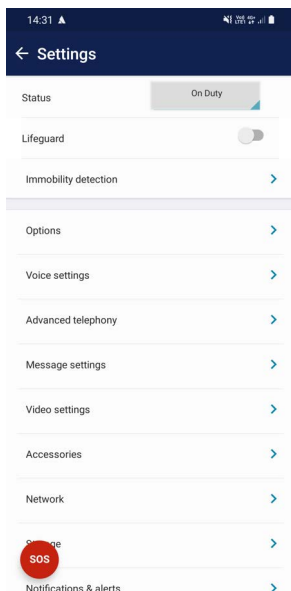 14:31
Settings
Status
On Duty
Lifeguard
Immobility detection
Options
Voice settings
Advanced telephony
Message settings
Video settings
Accessories
Network
SOS
Notifications & alerts